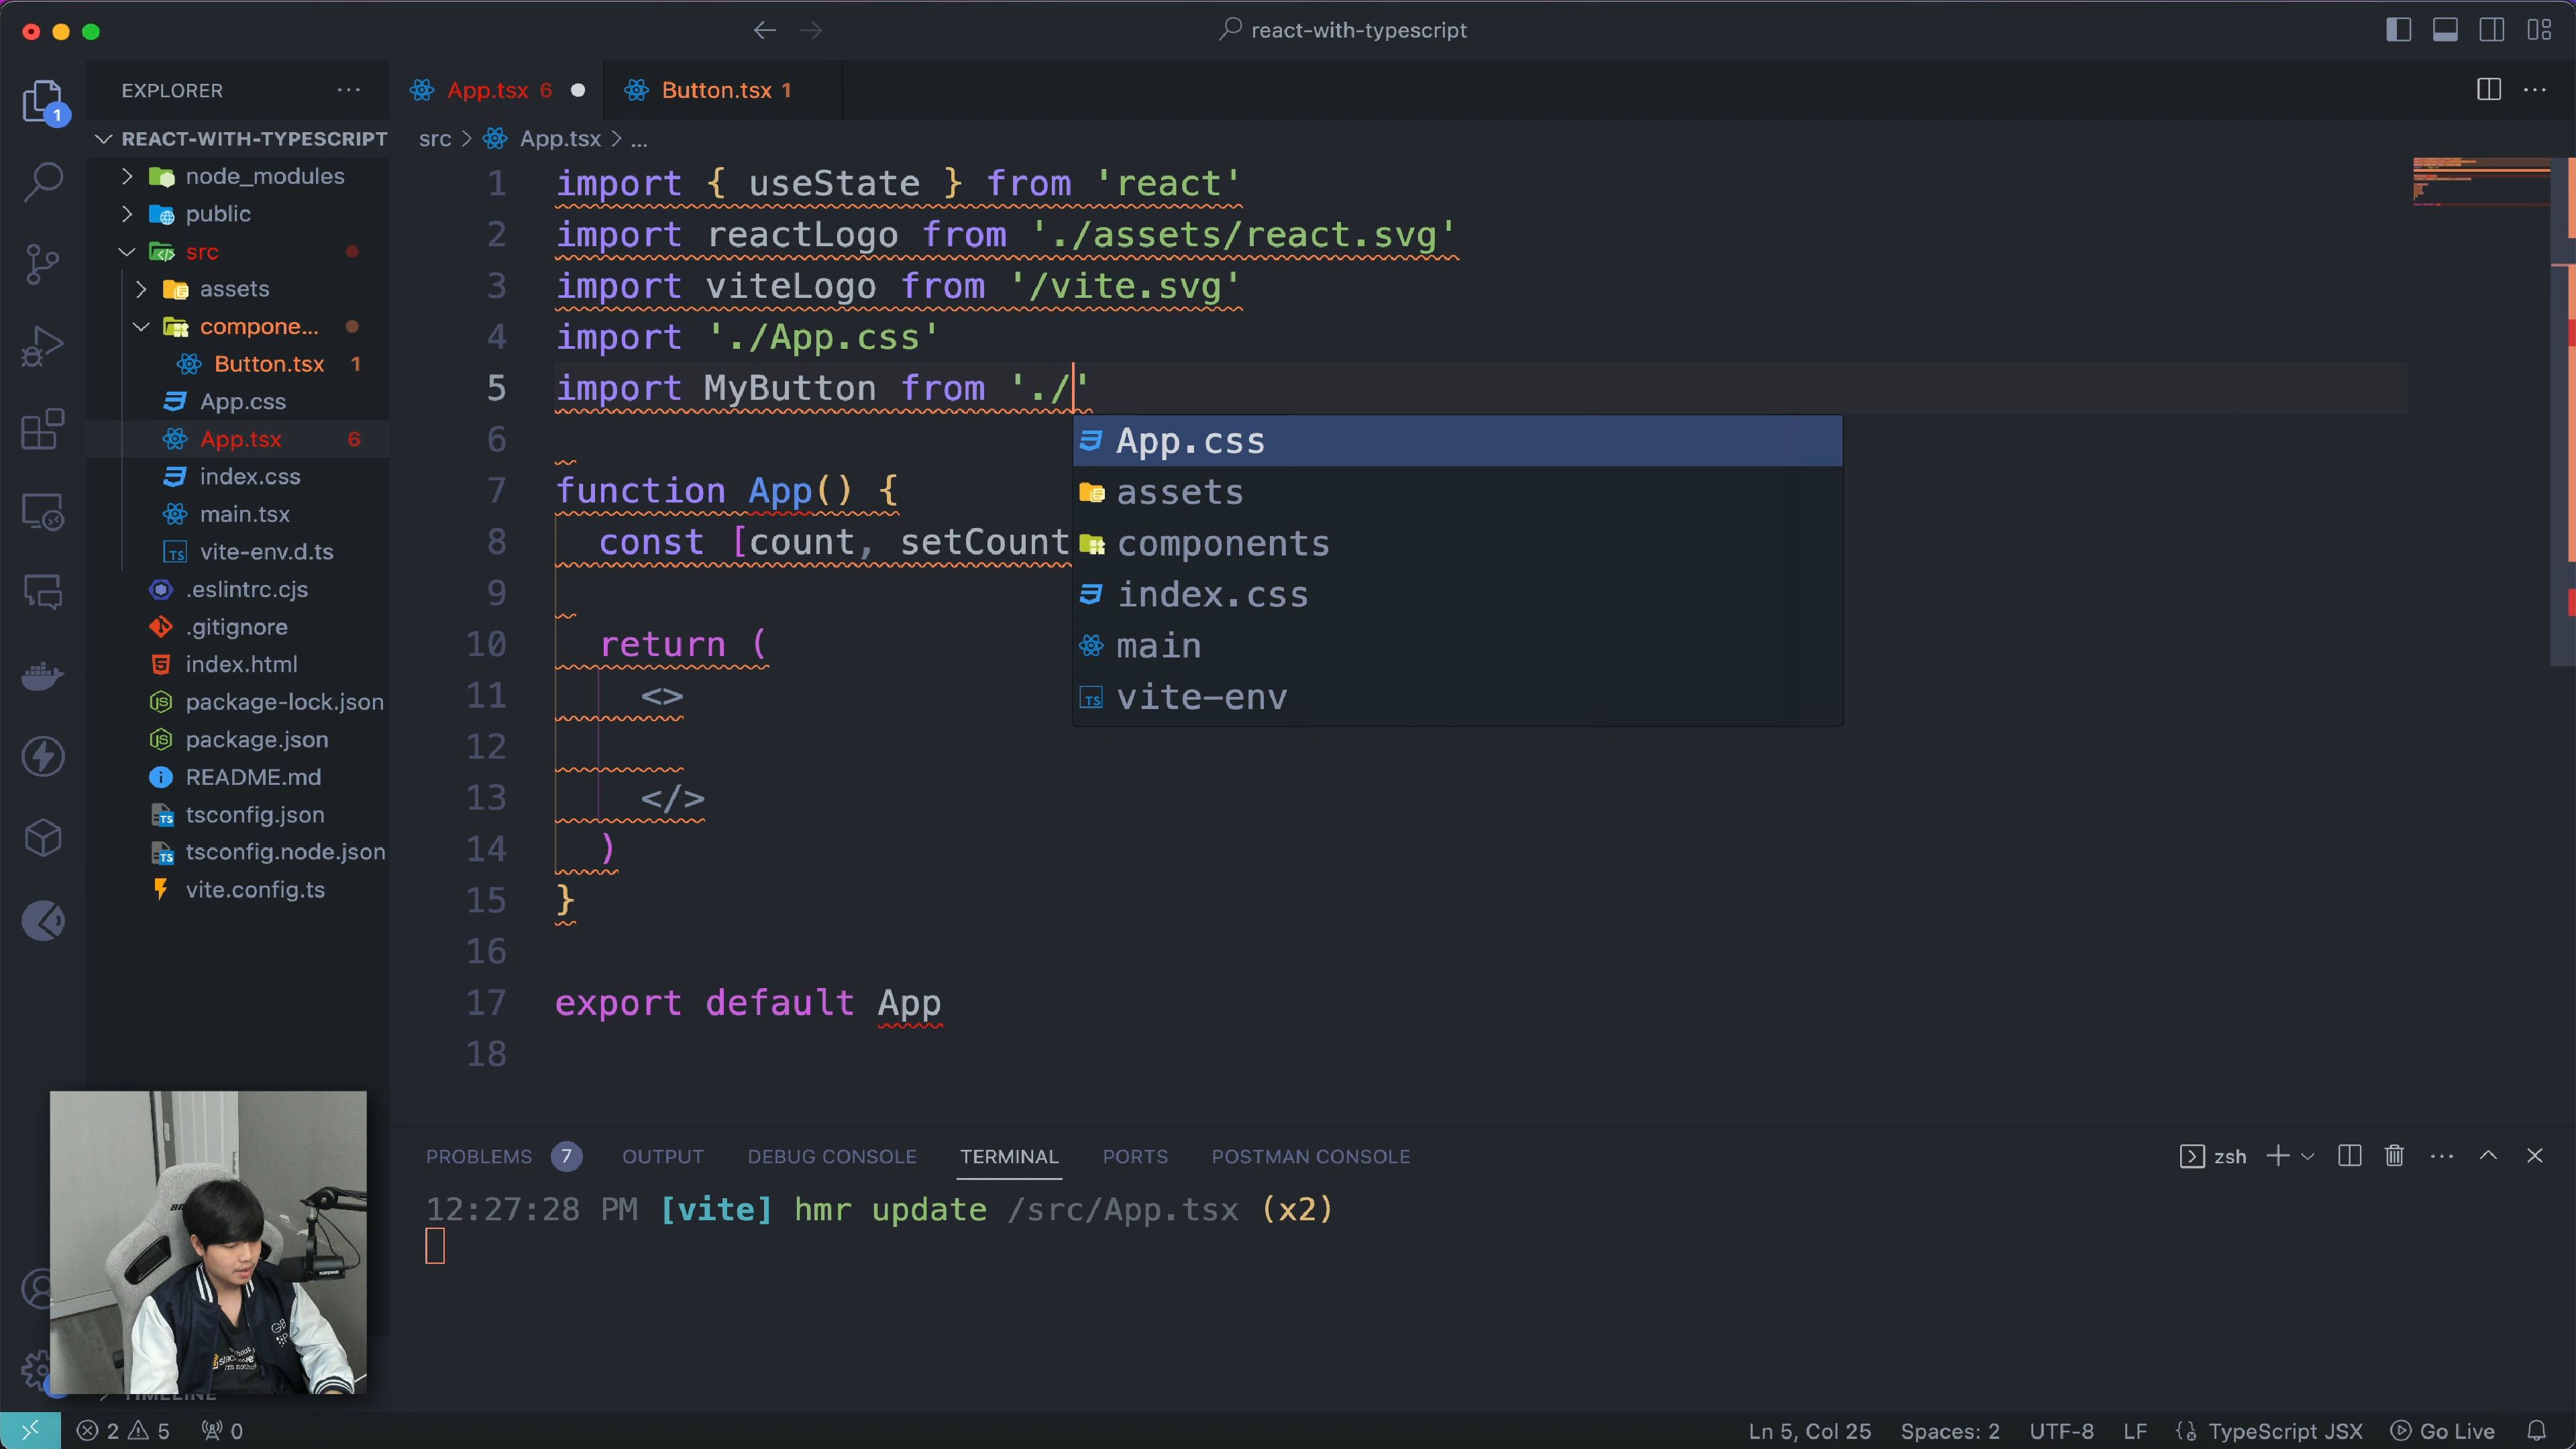 react-with-typescript
EXPLORER
App.tsx 6
Button.tsx 1
1
REACT-WITH-TYPESCRIPT
src > App.tsx > ...
node_modules
public
src
assets
compone...
Button.tsx 1
App.css
App.tsx 6
index.css
main.tsx
TS vite-env.d.ts
.eslintrc.cjs
.gitignore
index.html
package-lock.json
package.json
README.md
tsconfig.json
tsconfig.node.json
vite.config.ts
1 import { useState } from 'react'
2 import reactLogo from './assets/react.svg'
3 import viteLogo from '/vite.svg'
4 import './App.css'
5 import MyButton from './'
6
7 function App() {
8 const [count, setCount
9
10 return (
11 <>
12
13 </>
14 )
15 }
16
17 export default App
18
App.css
assets
components
index.css
main
TS vite-env
PROBLEMS 7 OUTPUT DEBUG CONSOLE TERMINAL PORTS POSTMAN CONSOLE
zsh
12:27:28 PM [vite] hmr update /src/App.tsx (x2)
TIMELINE
2 5 0
Ln 5, Col 25 Spaces: 2 UTF-8 LF TypeScript JSX Go Live